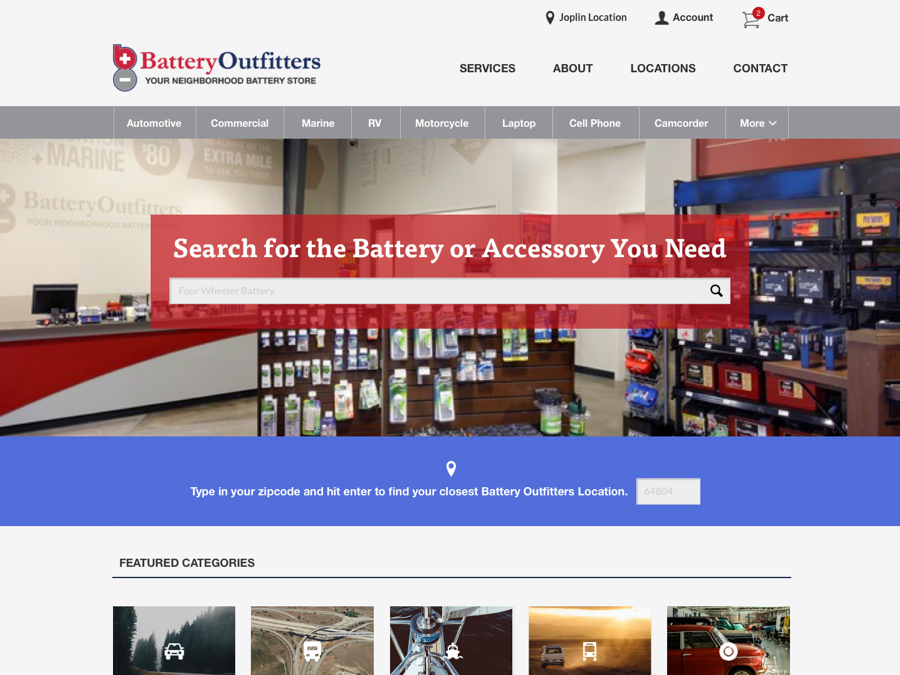 Joplin Location
Account
2
Cart
BatteryOutfitters
YOUR NEIGHBORHOOD BATTERY STORE
SERVICES
ABOUT
LOCATIONS
CONTACT
Automotive
Commercial
Marine
RV
Motorcycle
Laptop
Cell Phone
Camcorder
More
+MARINE
$80
EXTRA MILE
BatteryOutfitters
YOUR NEIGHBORHOOD BATTERY
Search for the Battery or Accessory You Need
Four Wheeler Battery
Type in your zipcode and hit enter to find your closest Battery Outfitters Location.
64804
FEATURED CATEGORIES